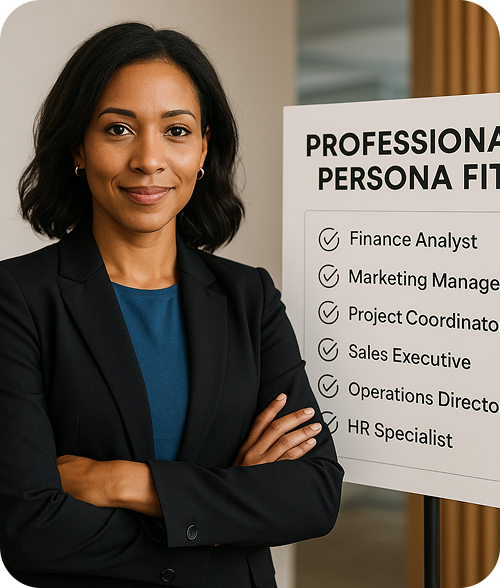 PROFESSIONA
PERSONA FIT
Finance Analyst
Marketing Manage
Project Coordinato
Sales Executive
Operations Directo
HR Specialist